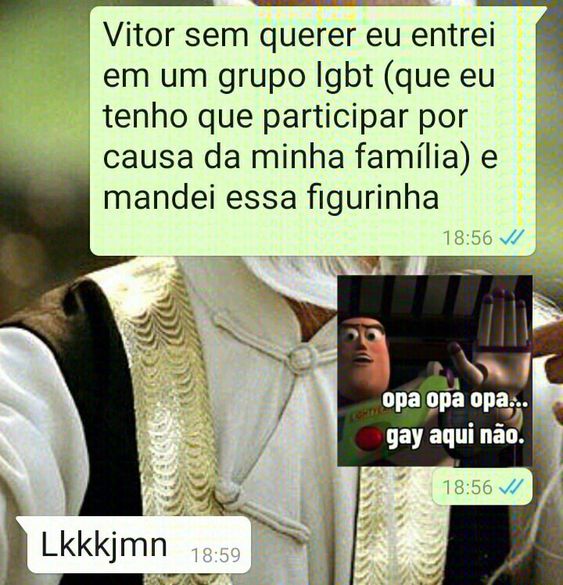 Vitor sem querer eu entrei
em um grupo lgbt (que eu
tenho que participar por
causa da minha família) e
mandei essa figurinha
18:56
opa opa opa...
gay aqui não.
18:56
Lkkkjmn 18:59